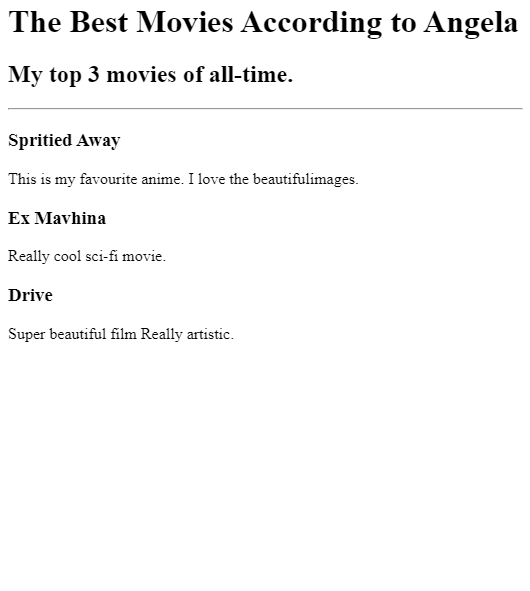 The Best Movies According to Angela
My top 3 movies of all-time.
Spritied Away
This is my favourite anime. I love the beautifulimages.
Ex Mavhina
Really cool sci-fi movie.
Drive
Super beautiful film Really artistic.